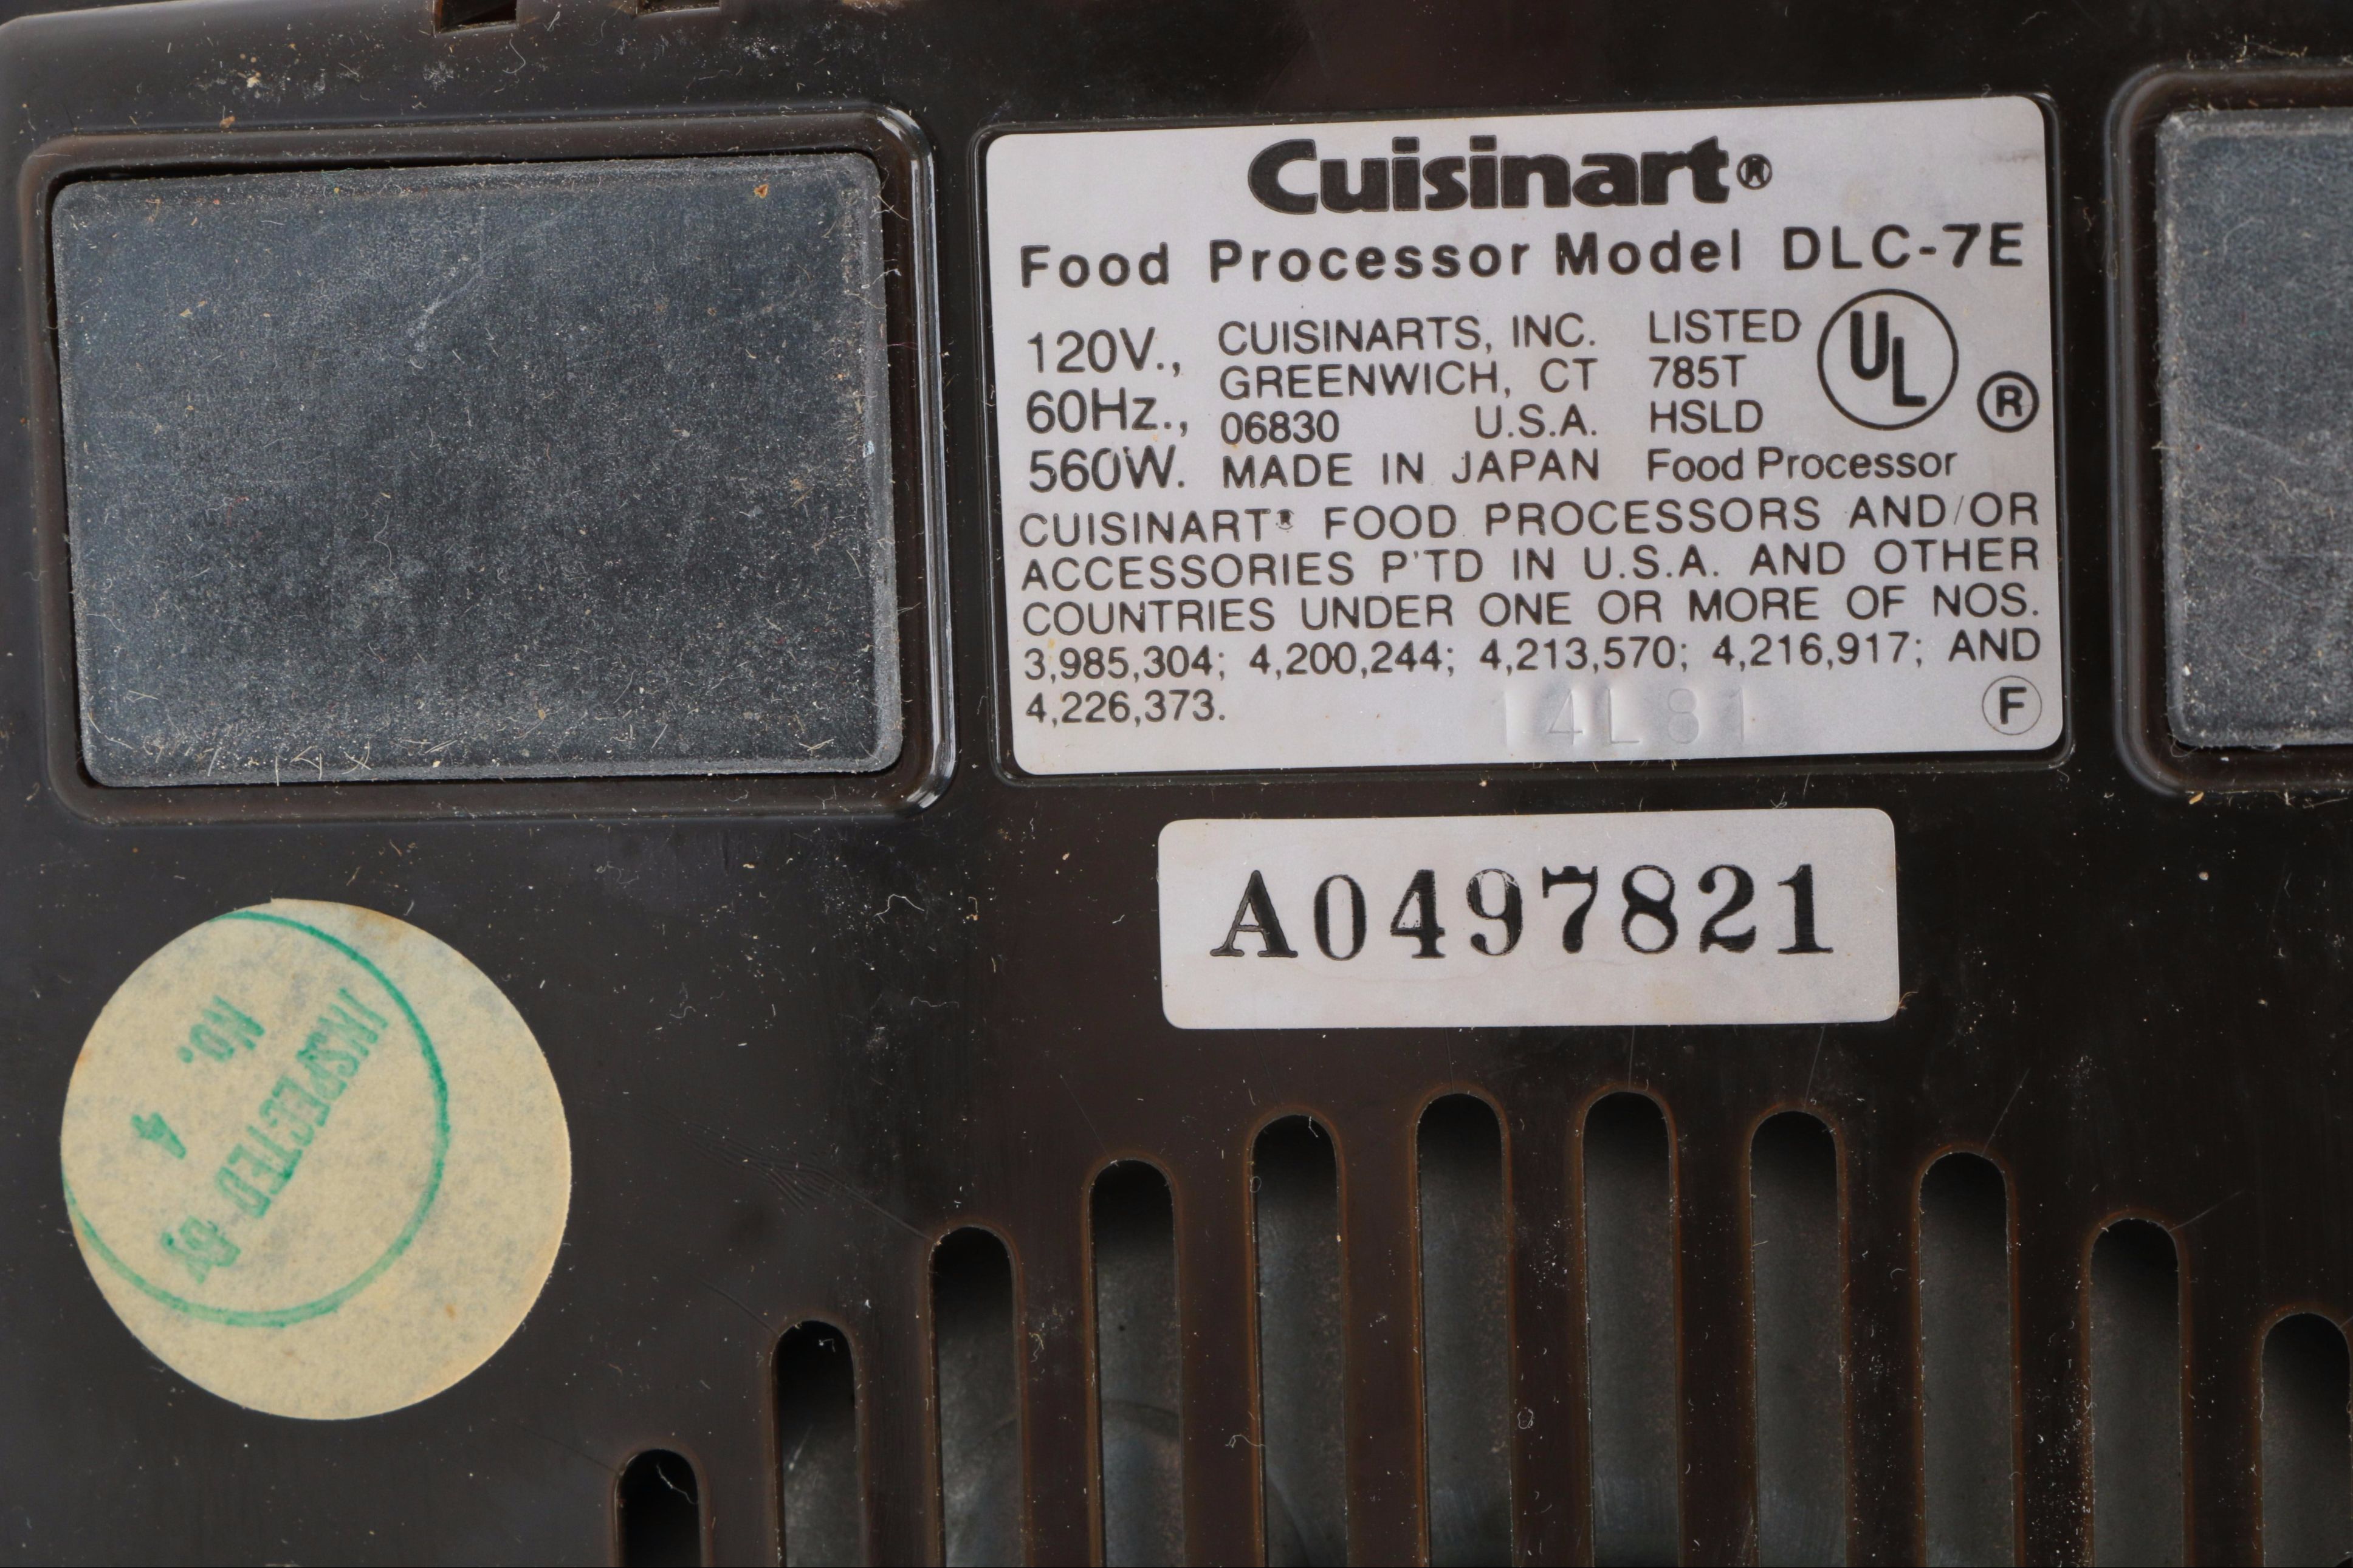 Cuisinart®
Food Processor Model DLC-7E
120V.,
60Hz.,
560W.
CUISINARTS, INC.
GREENWICH, CT
06830 U.S.A.
MADE IN JAPAN
LISTED
785T
HSLD
Food Processor
UL
®
CUISINART® FOOD PROCESSORS AND/OR
ACCESSORIES P'TD IN U.S.A. AND OTHER
COUNTRIES UNDER ONE OR MORE OF NOS.
3,985,304; 4,200,244; 4,213,570; 4,216,917; AND
4,226,373.
14L81
F
A0497821
INSPECTED BY
NO.
4